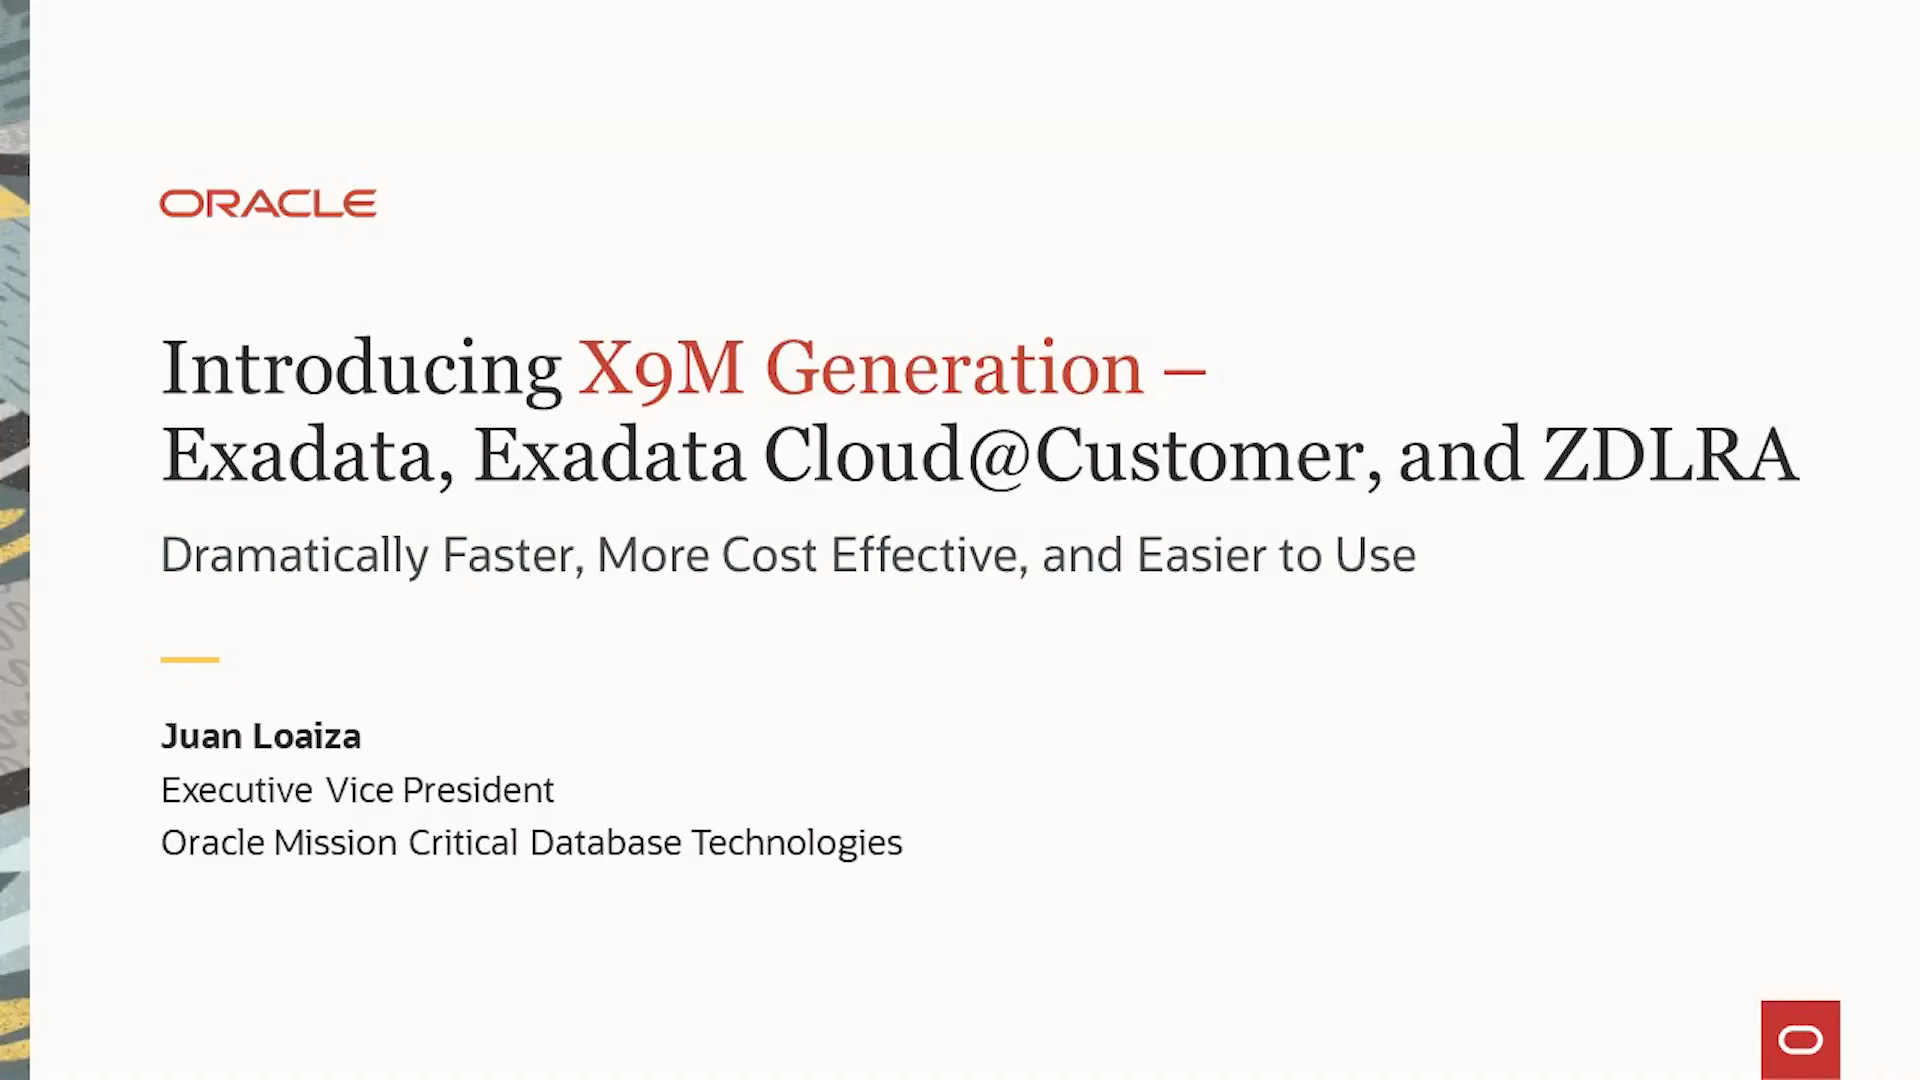 ORACLE
Introducing X9M Generation –
Exadata, Exadata Cloud@Customer, and ZDLRA
Dramatically Faster, More Cost Effective, and Easier to Use
Juan Loaiza
Executive Vice President
Oracle Mission Critical Database Technologies